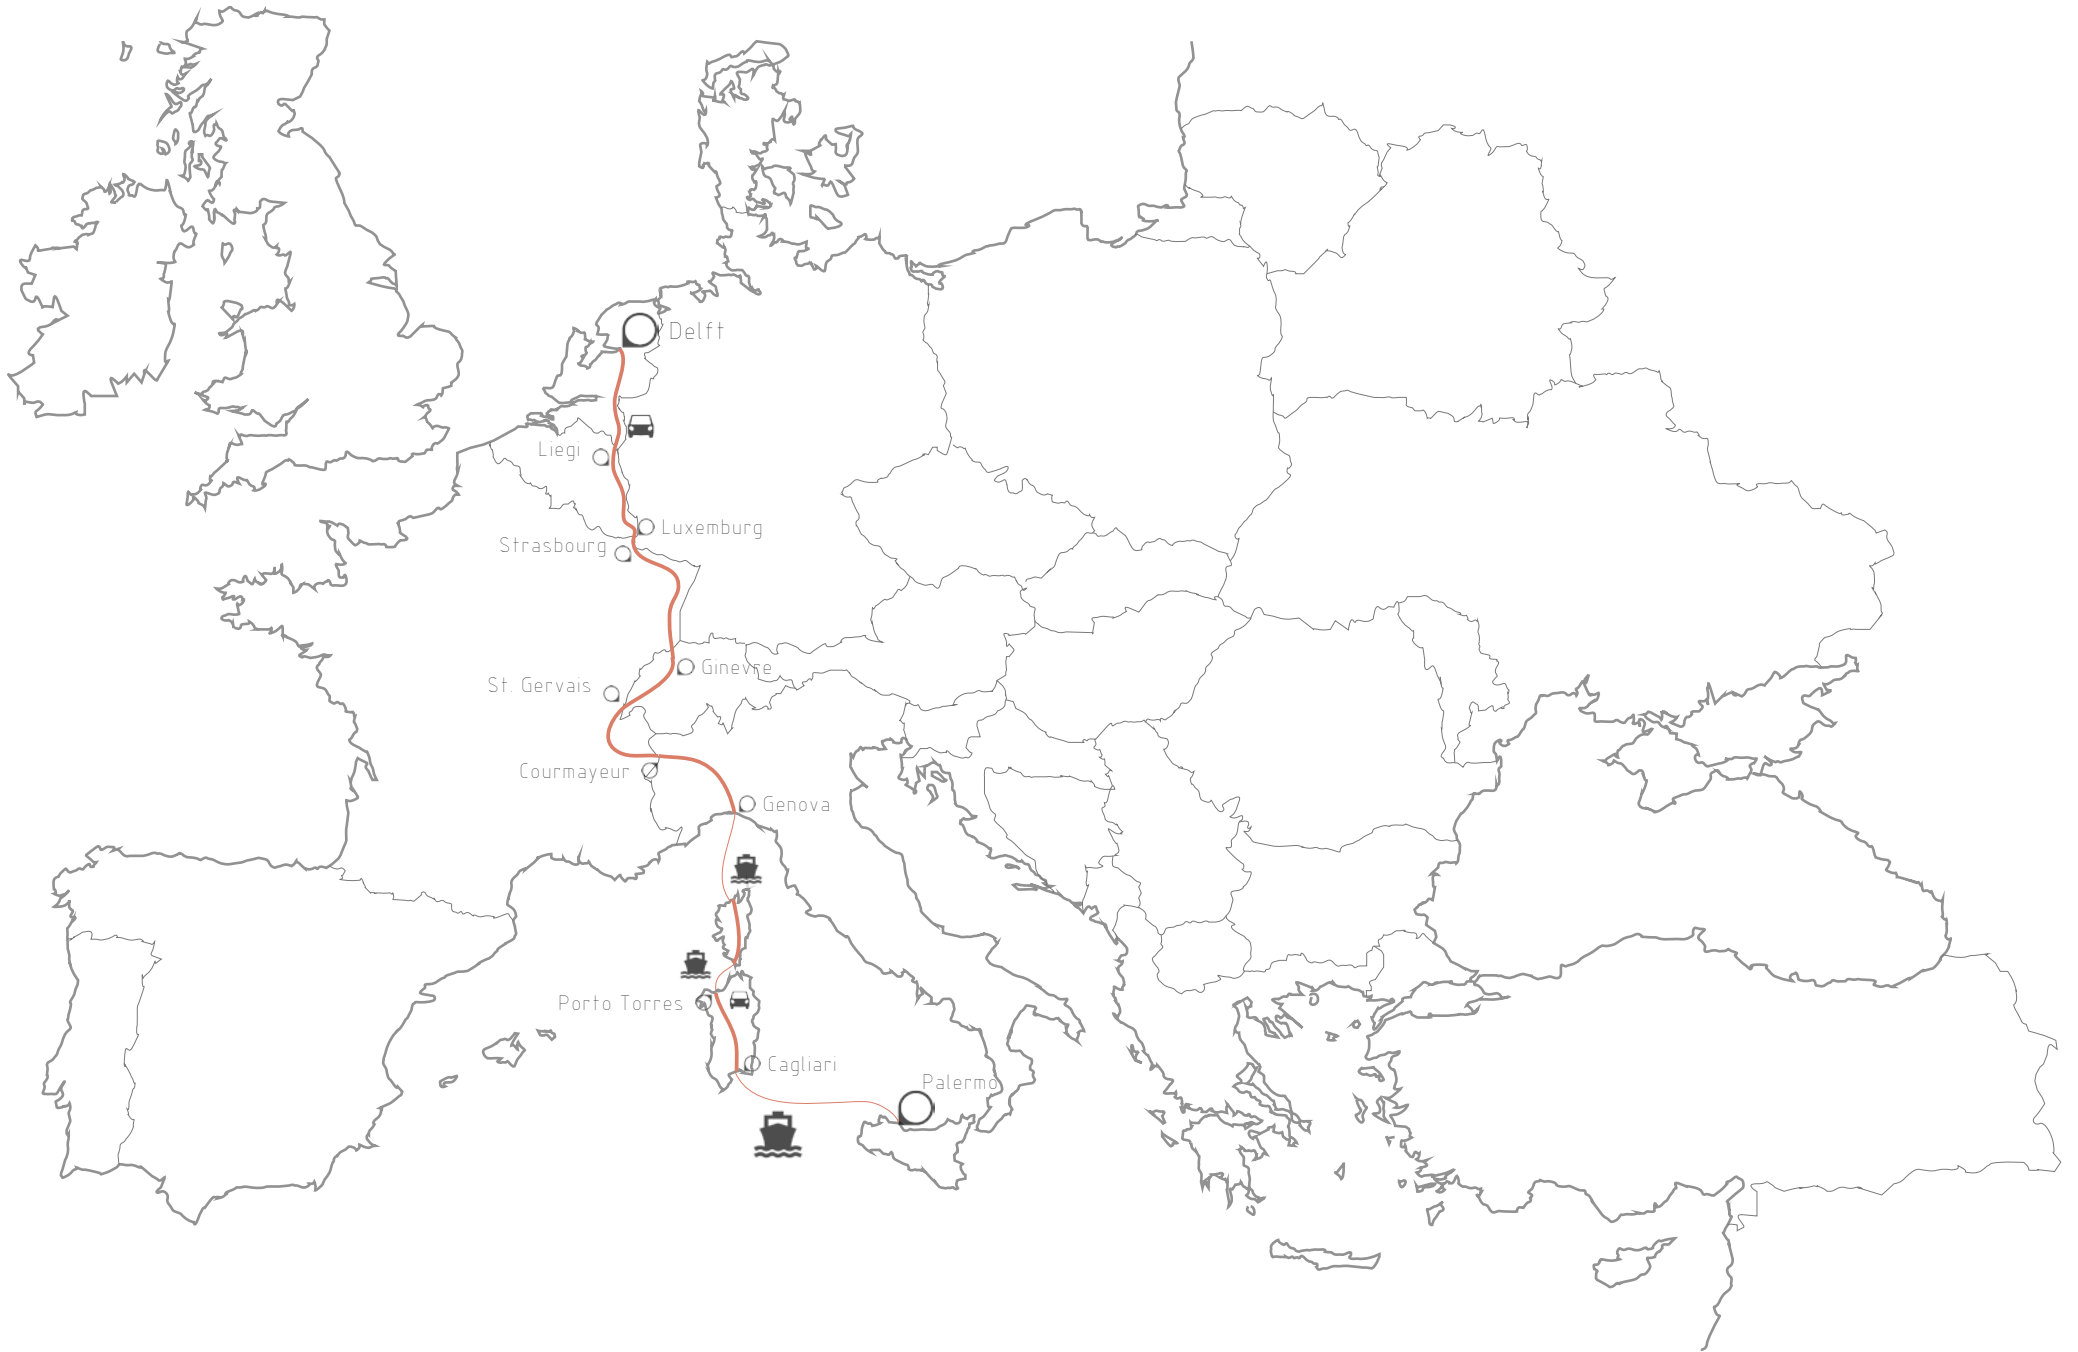 Delft
Liegi
Luxemburg
Strasbourg
Ginevre
St. Gervais
Courmayeur
Genova
Porto Torres
Cagliari
Palermo